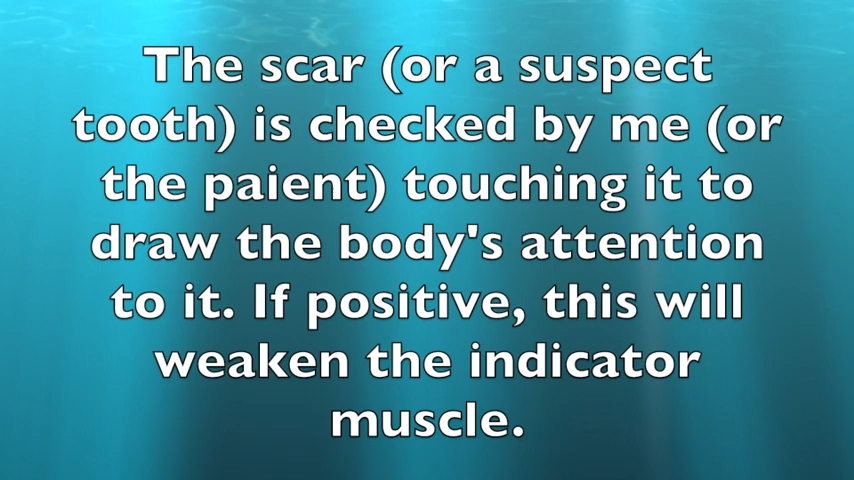 The scar (or a suspect
tooth) is checked by me (or
the paient) touching it to
draw the body's attention
to it. If positive, this will
weaken the indicator
muscle.